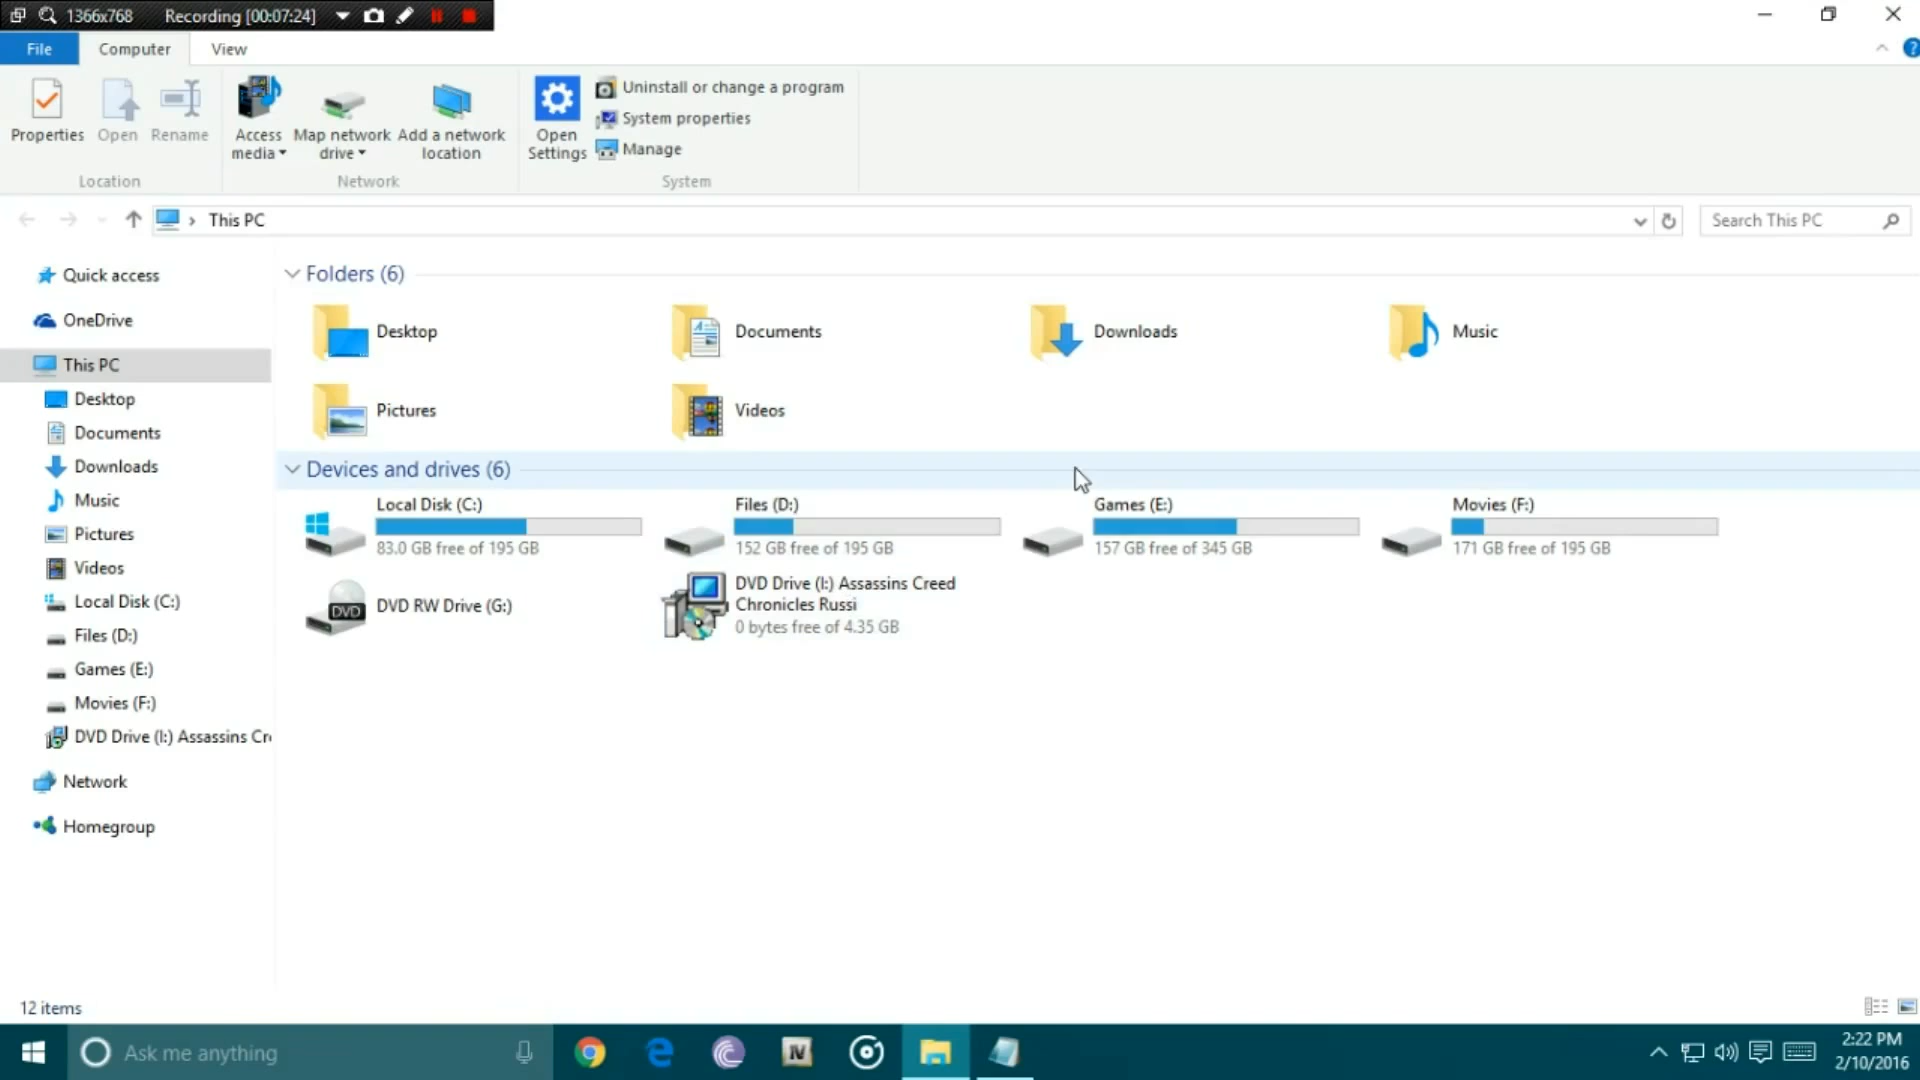 1366x768 Recording [00:07:24]
File Computer View
Properties Open Rename Access media Map network drive Add a network location Open Settings
Uninstall or change a program
System properties
Manage
Location Network System
This PC
Search This PC
Quick access
OneDrive
This PC
Desktop
Documents
Downloads
Music
Pictures
Videos
Local Disk (C:)
Files (D:)
Games (E:)
Movies (F:)
DVD Drive (I:) Assassins Cr
Network
Homegroup
Folders (6)
Desktop Documents Downloads Music
Pictures Videos
Devices and drives (6)
Local Disk (C:)
83.0 GB free of 195 GB
Files (D:)
152 GB free of 195 GB
Games (E:)
157 GB free of 345 GB
Movies (F:)
171 GB free of 195 GB
DVD
DVD RW Drive (G:)
DVD Drive (I:) Assassins Creed
Chronicles Russi
0 bytes free of 4.35 GB
12 items
Ask me anything
IV
2:22 PM
2/10/2016